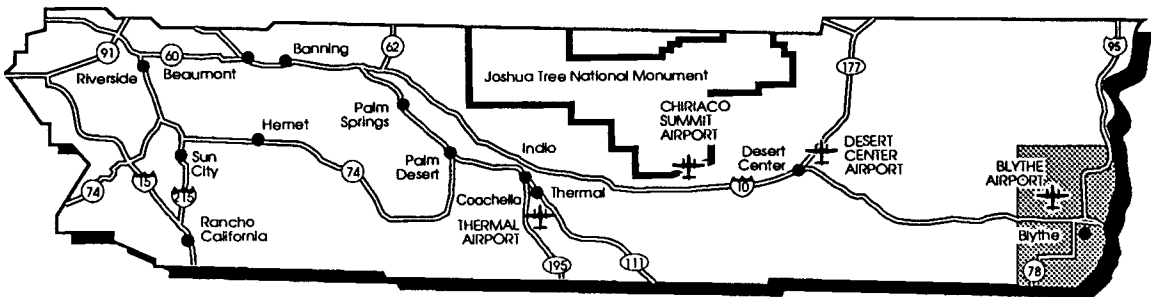 91
60
Riverside
Beaumont
Banning
62
Joshua Tree National Monument
177
95
Palm
Springs
CHIRIACO
SUMMIT
AIRPORT
Hemet
Sun
City
74
15
215
74
Palm
Desert
Indio
Desert
Center
DESERT
CENTER
AIRPORT
BLYTHE
AIRPORT
10
Rancho
California
Coachella
Thermal
THERMAL
AIRPORT
195
111
Blythe
78